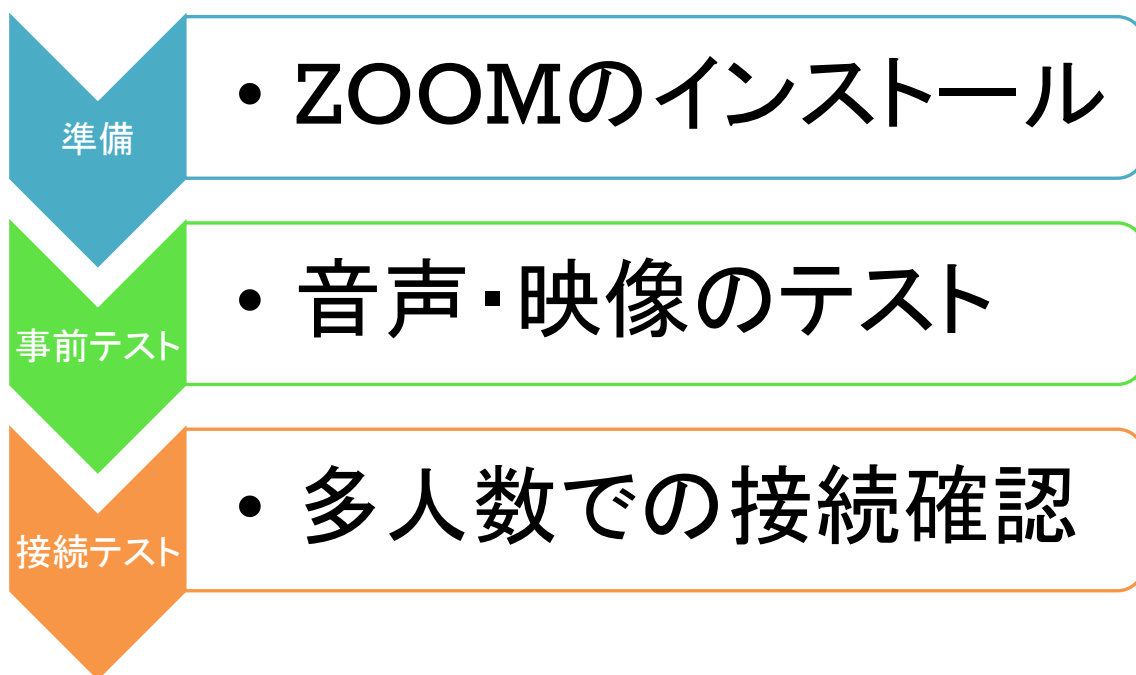 準備
• ZOOMのインストール
事前テスト
• 音声・映像のテスト
接続テスト
• 多人数での接続確認